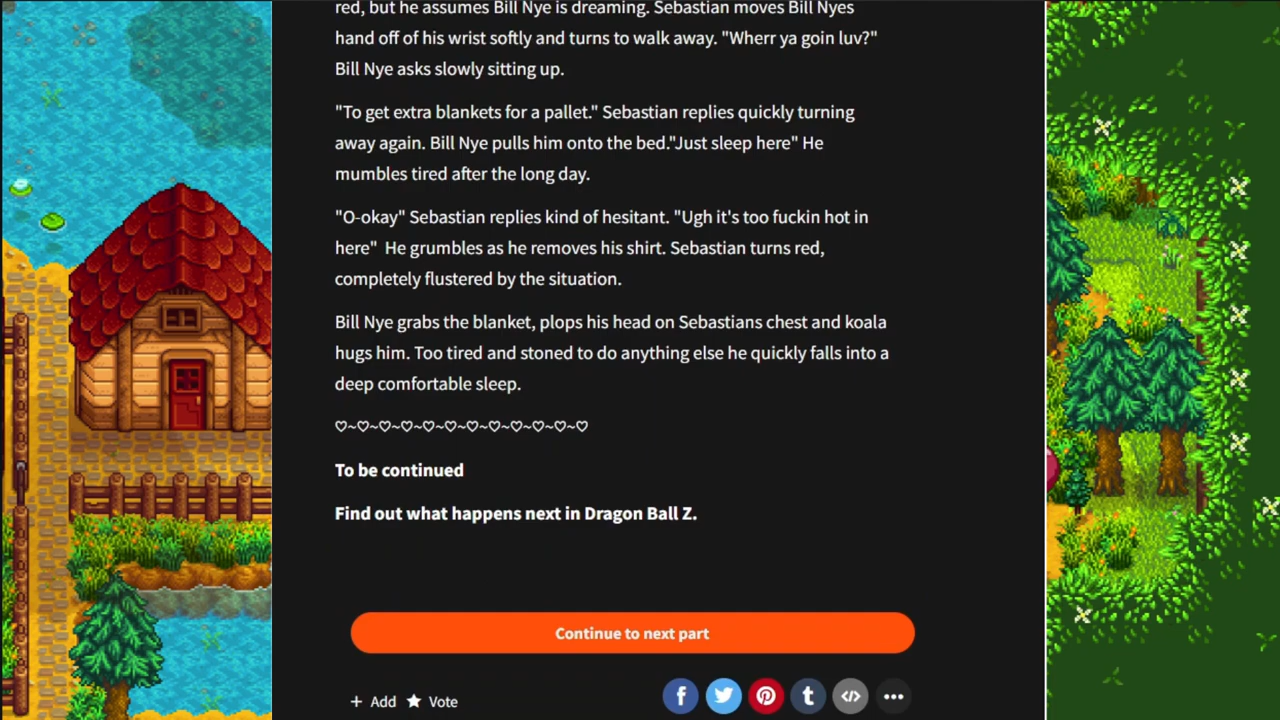 red, but he assumes Bill Nye is dreaming. Sebastian moves Bill Nyes
hand off of his wrist softly and turns to walk away. "Wherr ya goin luv?"
Bill Nye asks slowly sitting up.
"To get extra blankets for a pallet." Sebastian replies quickly turning
away again. Bill Nye pulls him onto the bed."Just sleep here" He
mumbles tired after the long day.
"O-okay" Sebastian replies kind of hesitant. "Ugh it's too fuckin hot in
here"  He grumbles as he removes his shirt. Sebastian turns red,
completely flustered by the situation.
Bill Nye grabs the blanket, plops his head on Sebastians chest and koala
hugs him. Too tired and stoned to do anything else he quickly falls into a
deep comfortable sleep.
♡~♡~♡~♡~♡~♡~♡~♡~♡~♡~♡~♡
To be continued
Find out what happens next in Dragon Ball Z.
Continue to next part
+ Add ★ Vote